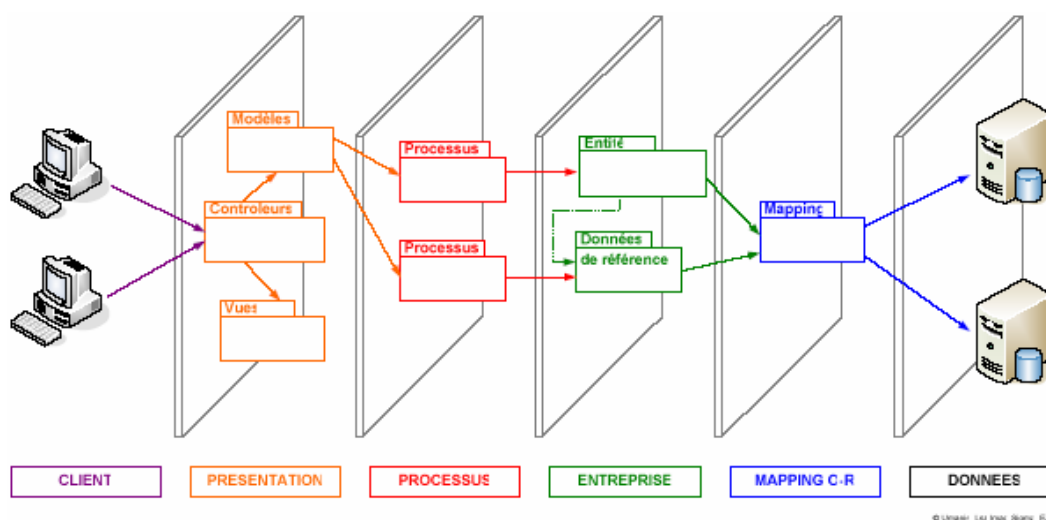 Modèles
Controleurs
Vues
Processus
Processus
Entité
Données
de référence
Mapping
CLIENT
PRESENTATION
PROCESSUS
ENTREPRISE
MAPPING O-R
DONNEES